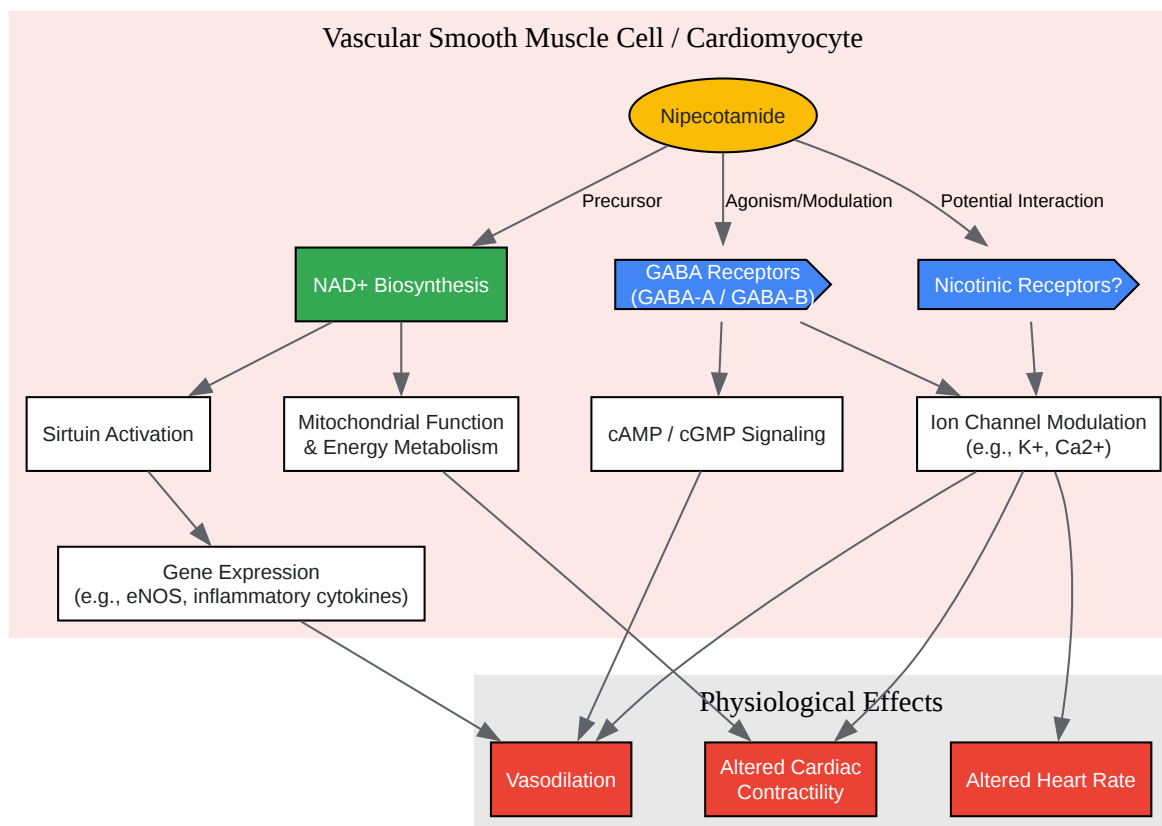 Vascular Smooth Muscle Cell / Cardiomyocyte
Nipecotamide
Precursor
Agonism/Modulation
Potential Interaction
NAD+ Biosynthesis
GABA Receptors
(GABA-A / GABA-B)
Nicotinic Receptors?
Sirtuin Activation
Mitochondrial Function
& Energy Metabolism
cAMP / cGMP Signaling
Ion Channel Modulation
(e.g., K+, Ca2+)
Gene Expression
(e.g., eNOS, inflammatory cytokines)
Physiological Effects
Vasodilation
Altered Cardiac
Contractility
Altered Heart Rate